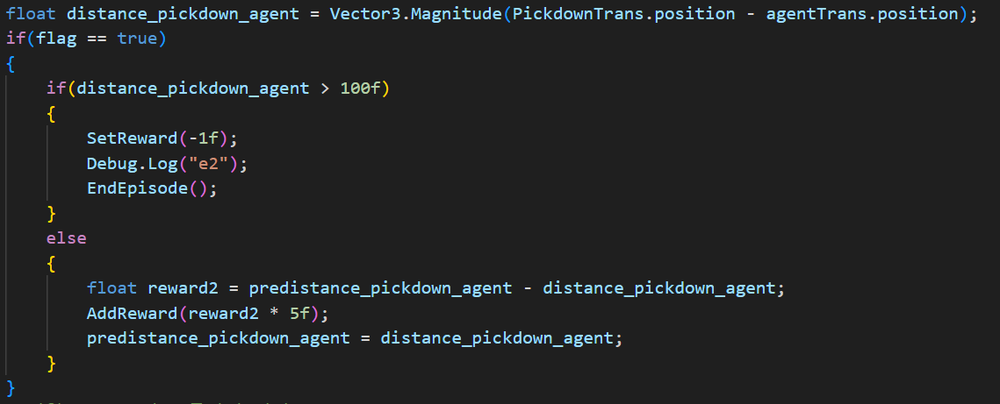 float distance_pickdown_agent = Vector3.Magnitude(PickdownTrans.position - agentTrans.position);
if(flag == true)
{
    if(distance_pickdown_agent > 100f)
    {
        SetReward(-1f);
        Debug.Log("e2");
        EndEpisode();
    }
    else
    {
        float reward2 = predistance_pickdown_agent - distance_pickdown_agent;
        AddReward(reward2 * 5f);
        predistance_pickdown_agent = distance_pickdown_agent;
    }
}